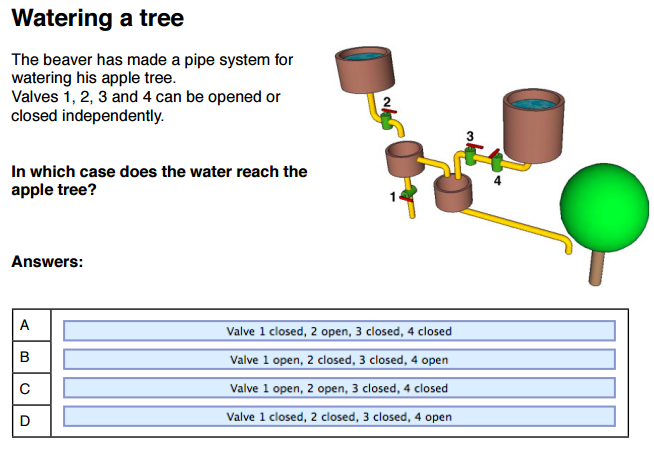 Watering a tree
The beaver has made a pipe system for
watering his apple tree.
Valves 1, 2, 3 and 4 can be opened or
closed independently.
In which case does the water reach the
apple tree?
2
3
4
1
Answers:
A Valve 1 closed, 2 open, 3 closed, 4 closed
B Valve 1 open, 2 closed, 3 closed, 4 open
C Valve 1 open, 2 open, 3 closed, 4 closed
D Valve 1 closed, 2 closed, 3 closed, 4 open